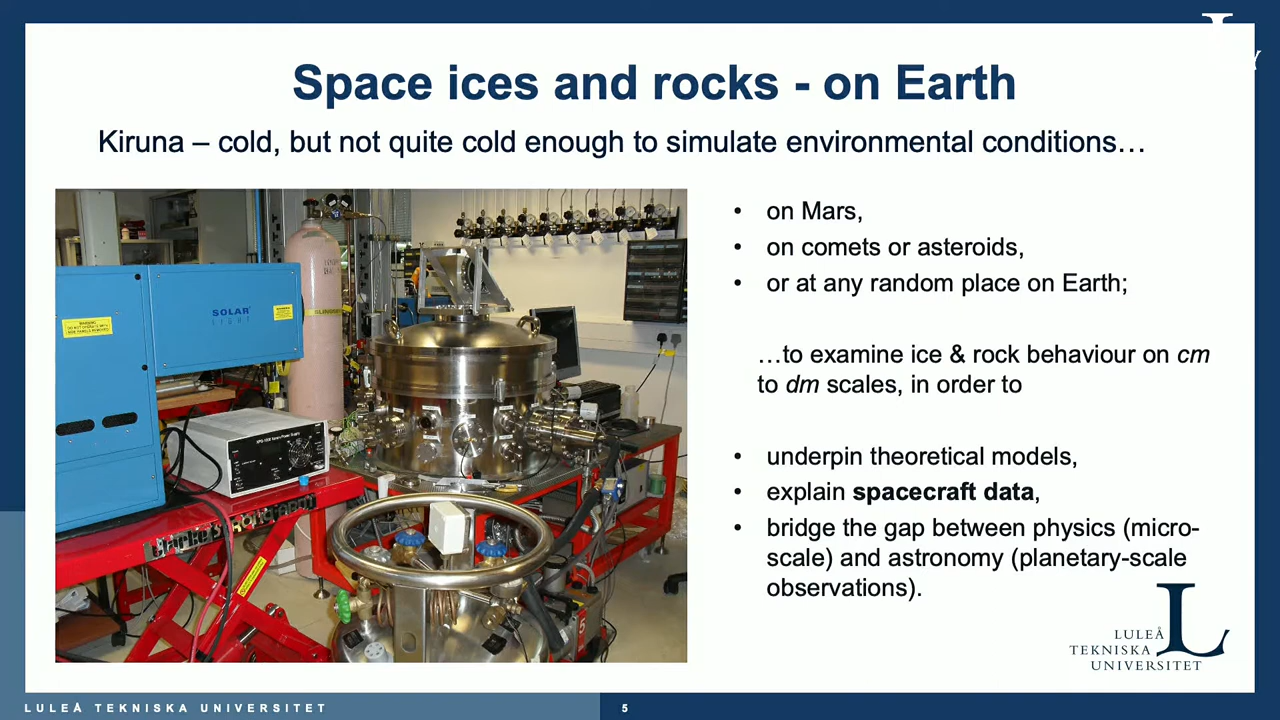 Space ices and rocks - on Earth
Kiruna – cold, but not quite cold enough to simulate environmental conditions…
SOLAR
LIGHT
• on Mars,
• on comets or asteroids,
• or at any random place on Earth;
…to examine ice & rock behaviour on cm
to dm scales, in order to
• underpin theoretical models,
• explain spacecraft data,
• bridge the gap between physics (micro-
scale) and astronomy (planetary-scale
observations).
LULEÅ
TEKNISKA
UNIVERSITET
LULEÅ TEKNISKA UNIVERSITET
5